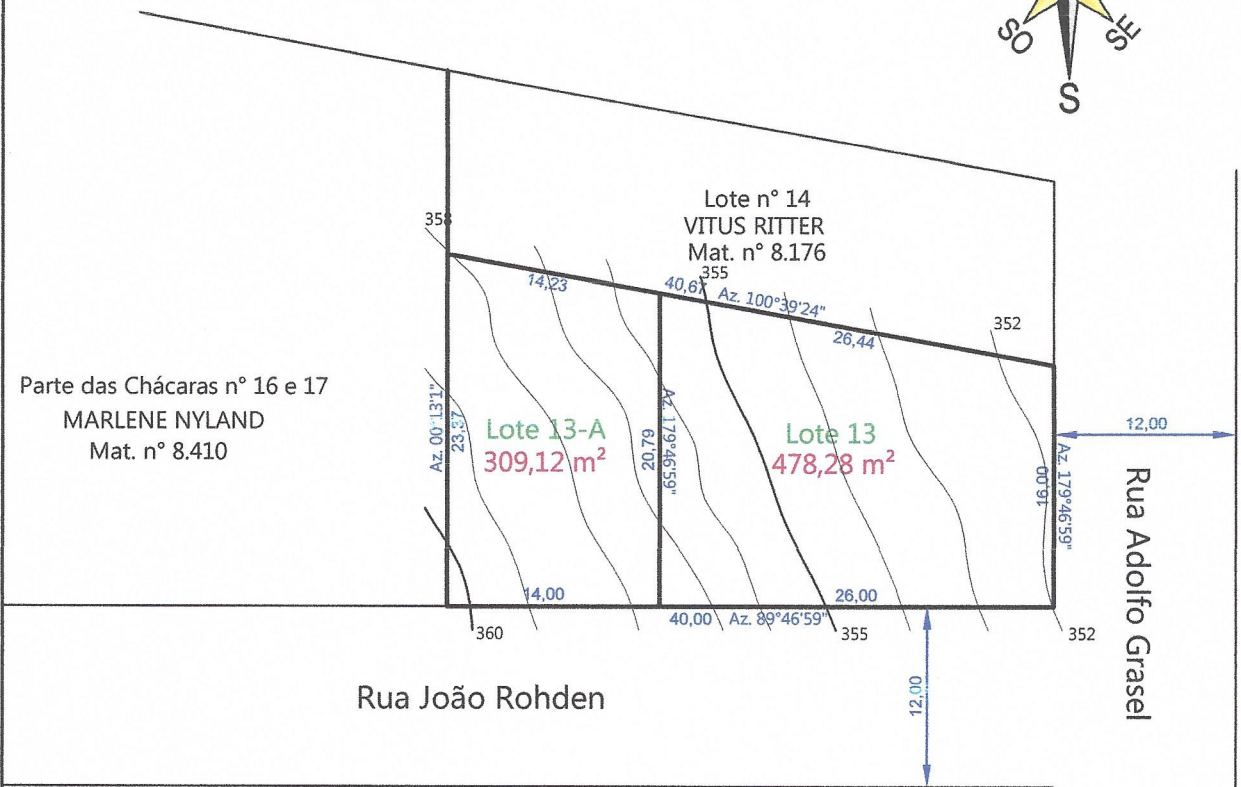 SO
SE
S
Lote n° 14
VITUS RITTER
Mat. n° 8.176
358
14,23
40,67 Az. 100°39'24"
355
26,44
352
Parte das Chácaras n° 16 e 17
MARLENE NYLAND
Mat. n° 8.410
Az. 00°13'1"
23,37
Lote 13-A
309,12 m²
20,79
Az. 179°46'59"
Lote 13
478,28 m²
16,00
Az. 179°46'59"
12,00
Rua Adolfo Grasel
14,00
26,00
40,00 Az. 89°46'59"
360
355
352
Rua João Rohden
12,00